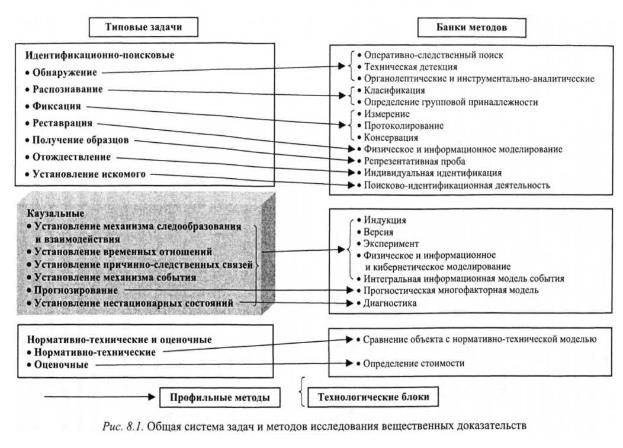 Типовые задачи
Банки методов
Идентификационно-поисковые
• Обнаружение
• Распознавание
• Фиксация
• Реставрация
• Получение образцов
• Отождествление
• Установление искомого
• Оперативно-следственный поиск
• Техническая детекция
• Органолептические и инструментально-аналитические
• Класификация
• Определение групповой принадлежности
• Измерение
• Протоколирование
• Консервация
• Физическое и информационное моделирование
• Репрезентативная проба
• Индивидуальная идентификация
• Поисково-идентификационная деятельность
Каузальные
• Установление механизма следообразования
и взаимодействия
• Установление временных отношений
• Установление причинно-следственных связей
• Установление механизма события
• Прогнозирование
• Установление нестационарных состояний
• Индукция
• Версия
• Эксперимент
• Физическое и информационное
и кибернетическое моделирование
• Интегральная информационная модель события
• Прогностическая многофакторная модель
• Диагностика
Нормативно-технические и оценочные
• Нормативно-технические
• Оценочные
• Сравнение объекта с нормативно-технической моделью
• Определение стоимости
Профильные методы
Технологические блоки
Рис. 8.1. Общая система задач и методов исследования вещественных доказательств